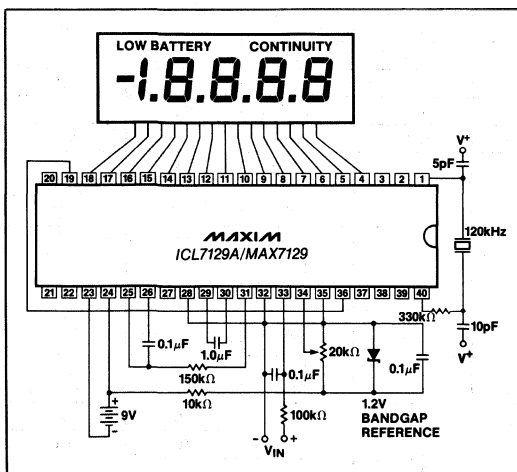 LOW BATTERY CONTINUITY
-1.8.8.8.8
V+
5pF
20 19 18 17 16 15 14 13 12 11 10 9 8 7 6 5 4 3 2 1
120kHz
MAXIM
ICL7129A/MAX7129
21 22 23 24 25 26 27 28 29 30 31 32 33 34 35 36 37 38 39 40
330kΩ
10pF
V+
0.1µF
1.0µF
20kΩ
0.1µF
0.1µF
150kΩ
10kΩ
+
9V
-
100kΩ
1.2V
BANDGAP
REFERENCE
- +
VIN